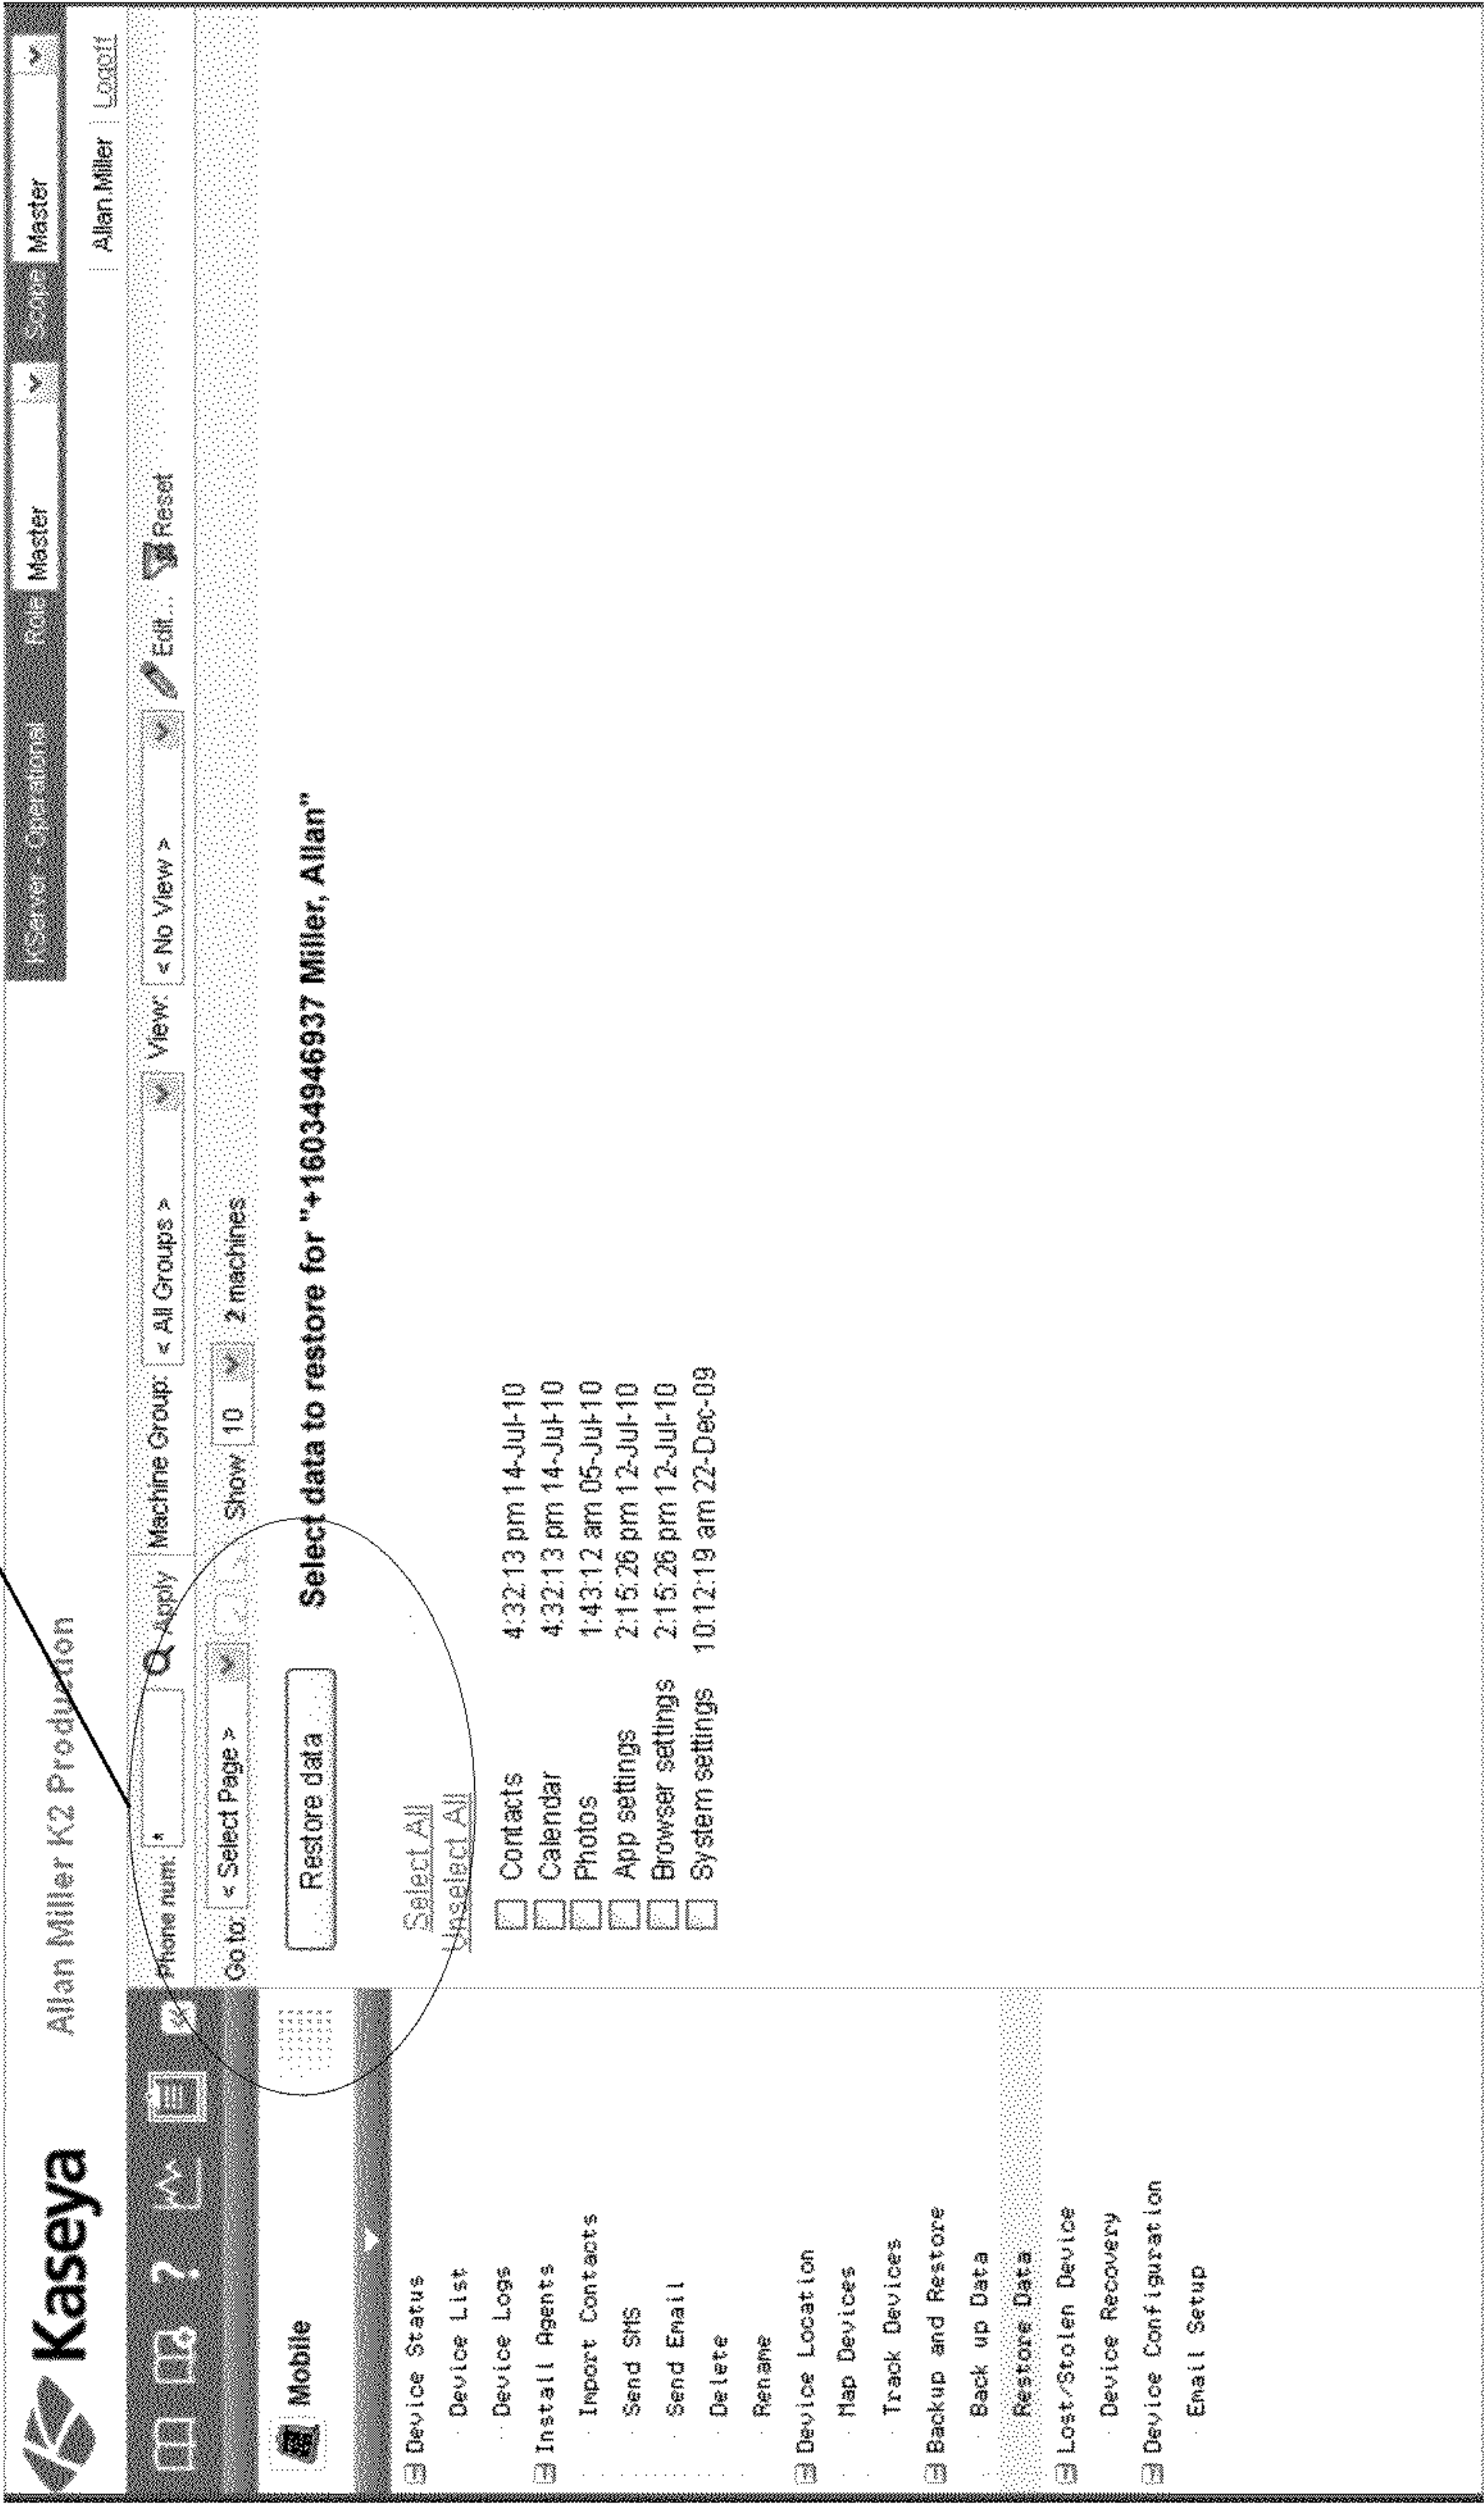 Kaseya
Allan Miller K2 Production
KServer - Operational Role Master Scope Master
Allan.Miller Logoff
Phone num: * Apply Machine Group: < All Groups > View: < No View > Edit... Reset
Go to: < Select Page > Show 10 2 machines
Mobile
Restore data Select data to restore for "+16034946937 Miller, Allan"
Select All
Unselect All
Contacts 4:32:13 pm 14-Jul-10
Calendar 4:32:13 pm 14-Jul-10
Photos 1:43:12 am 05-Jul-10
App settings 2:15:26 pm 12-Jul-10
Browser settings 2:15:26 pm 12-Jul-10
System settings 10:12:19 am 22-Dec-09
Device Status
Device List
Device Logs
Install Agents
Import Contacts
Send SMS
Send Email
Delete
Rename
Device Location
Map Devices
Track Devices
Backup and Restore
Back up Data
Restore Data
Lost/Stolen Device
Device Recovery
Device Configuration
Email Setup